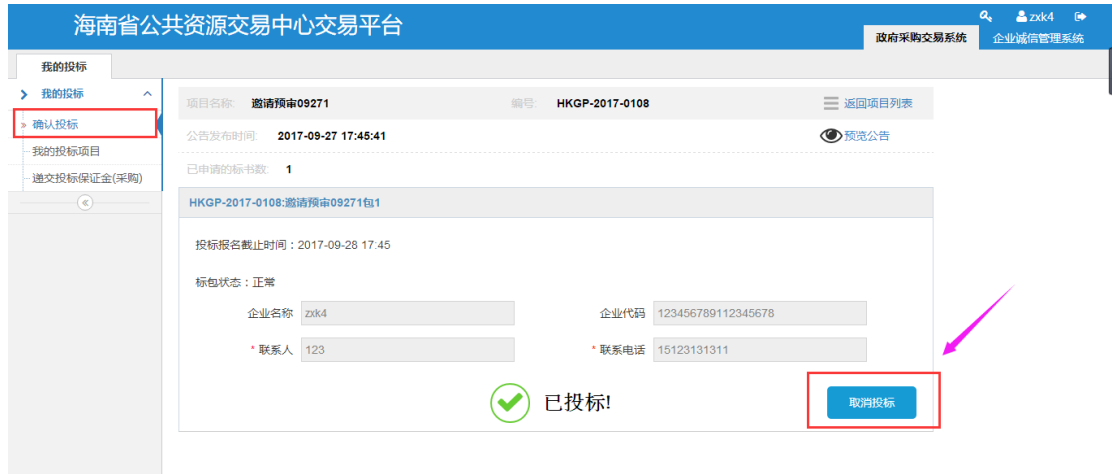 海南省公共资源交易中心交易平台
zxk4
政府采购交易系统 企业诚信管理系统
我的投标
我的投标
确认投标
我的投标项目
递交投标保证金(采购)
项目名称: 邀请预审09271 编号: HKGP-2017-0108 返回项目列表
公告发布时间: 2017-09-27 17:45:41 预览公告
已申请的标书数: 1
HKGP-2017-0108:邀请预审09271包1
投标报名截止时间：2017-09-28 17:45
标包状态：正常
企业名称 zxk4 企业代码 123456789112345678
* 联系人 123 * 联系电话 15123131311
已投标! 取消投标